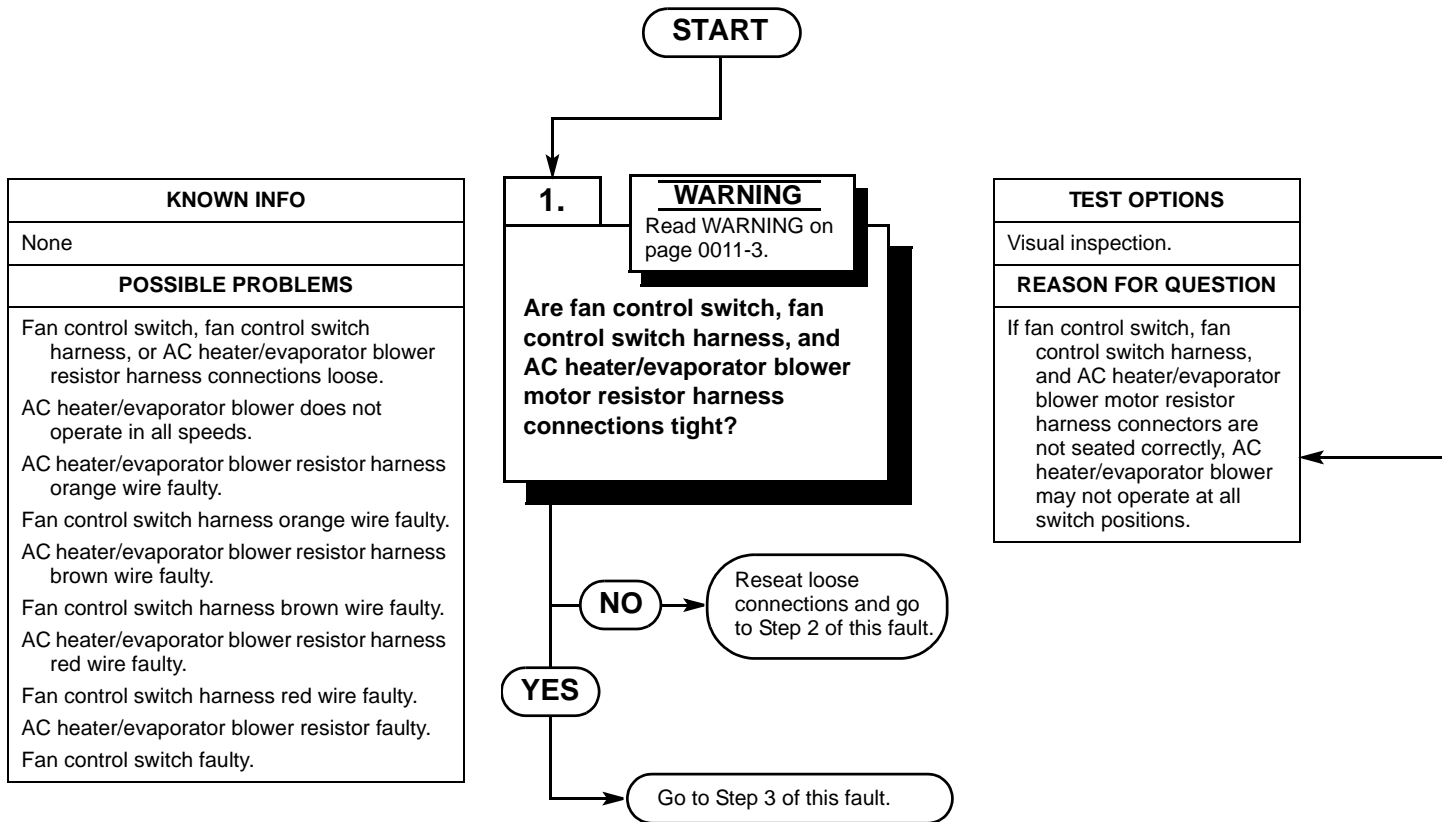 START
KNOWN INFO
None
POSSIBLE PROBLEMS
Fan control switch, fan control switch
harness, or AC heater/evaporator blower
resistor harness connections loose.
AC heater/evaporator blower does not
operate in all speeds.
AC heater/evaporator blower resistor harness
orange wire faulty.
Fan control switch harness orange wire faulty.
AC heater/evaporator blower resistor harness
brown wire faulty.
Fan control switch harness brown wire faulty.
AC heater/evaporator blower resistor harness
red wire faulty.
Fan control switch harness red wire faulty.
AC heater/evaporator blower resistor faulty.
Fan control switch faulty.
1.
WARNING
Read WARNING on
page 0011-3.
Are fan control switch, fan
control switch harness, and
AC heater/evaporator blower
motor resistor harness
connections tight?
NO
Reseat loose
connections and go
to Step 2 of this fault.
YES
Go to Step 3 of this fault.
TEST OPTIONS
Visual inspection.
REASON FOR QUESTION
If fan control switch, fan
control switch harness,
and AC heater/evaporator
blower motor resistor
harness connectors are
not seated correctly, AC
heater/evaporator blower
may not operate at all
switch positions.